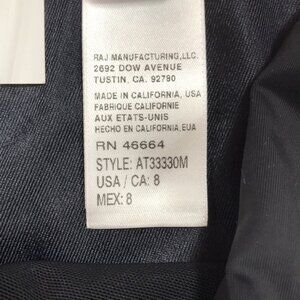 RAJ MANUFACTURING,LLC.
2692 DOW AVENUE
TUSTIN, CA. 92780
MADE IN CALIFORNIA, USA
FABRIQUE CALIFORNIE
AUX ETATS-UNIS
HECHO EN CALIFORNIA,EUA
RN 46664
STYLE: AT33330M
USA / CA: 8
MEX: 8